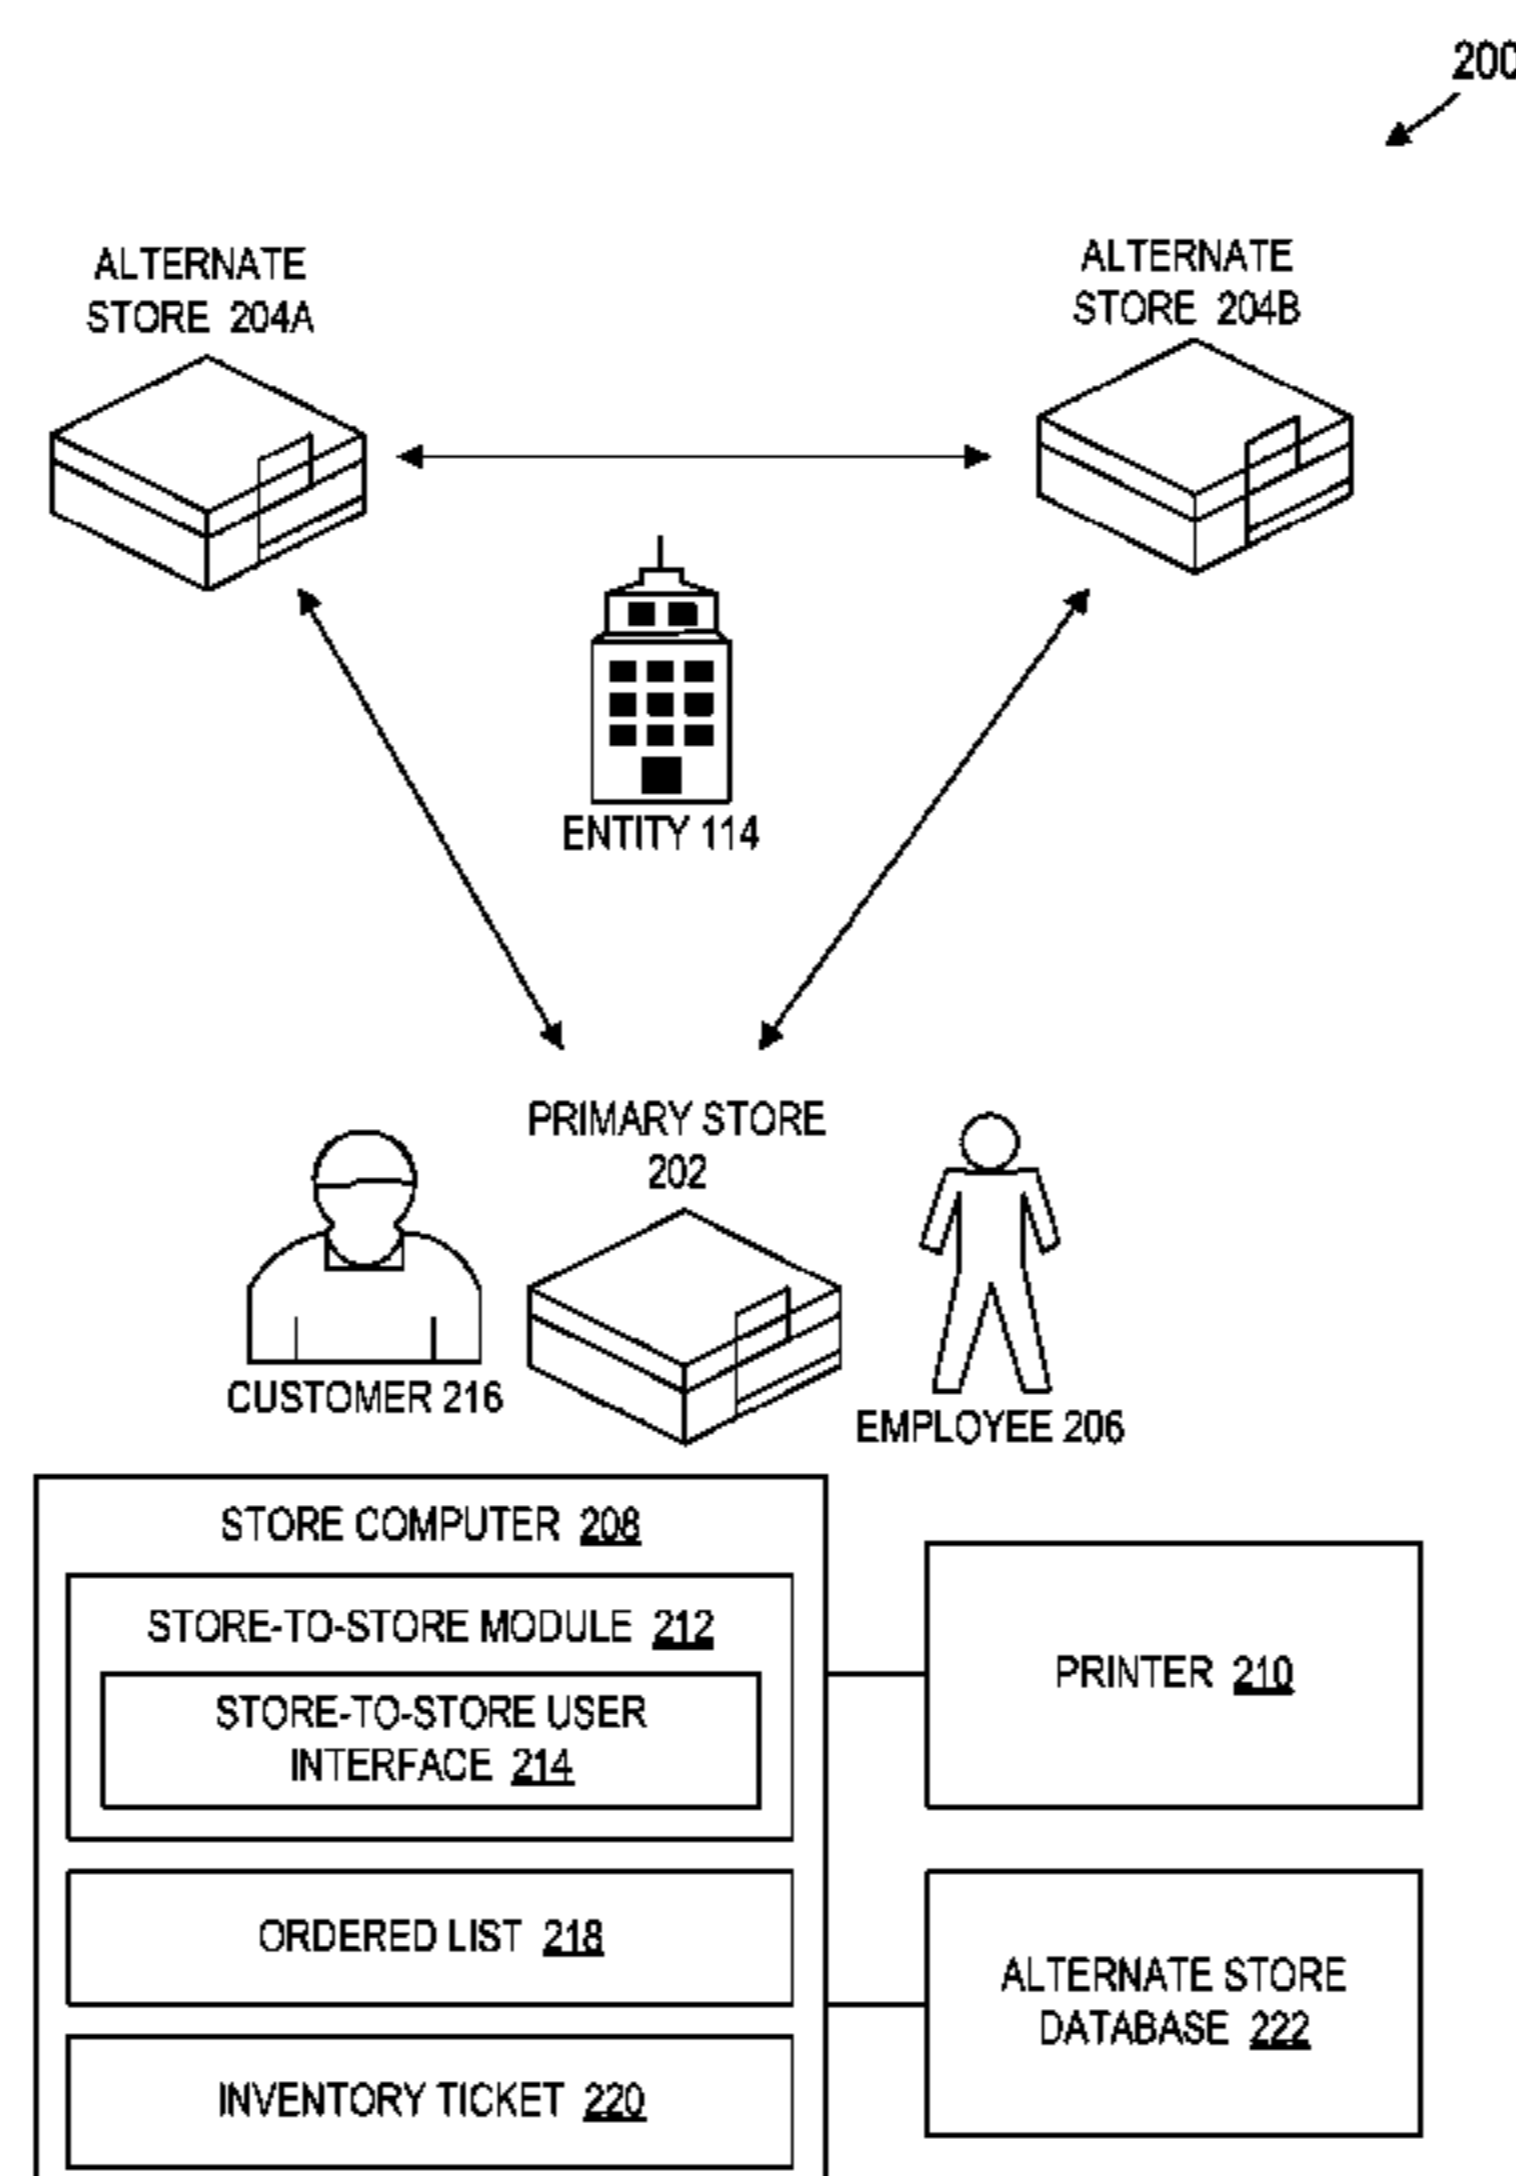 200
ALTERNATE
STORE 204A
ALTERNATE
STORE 204B
ENTITY 114
PRIMARY STORE
202
CUSTOMER 216
EMPLOYEE 206
STORE COMPUTER 208
STORE-TO-STORE MODULE 212
STORE-TO-STORE USER
INTERFACE 214
PRINTER 210
ORDERED LIST 218
ALTERNATE STORE
DATABASE 222
INVENTORY TICKET 220